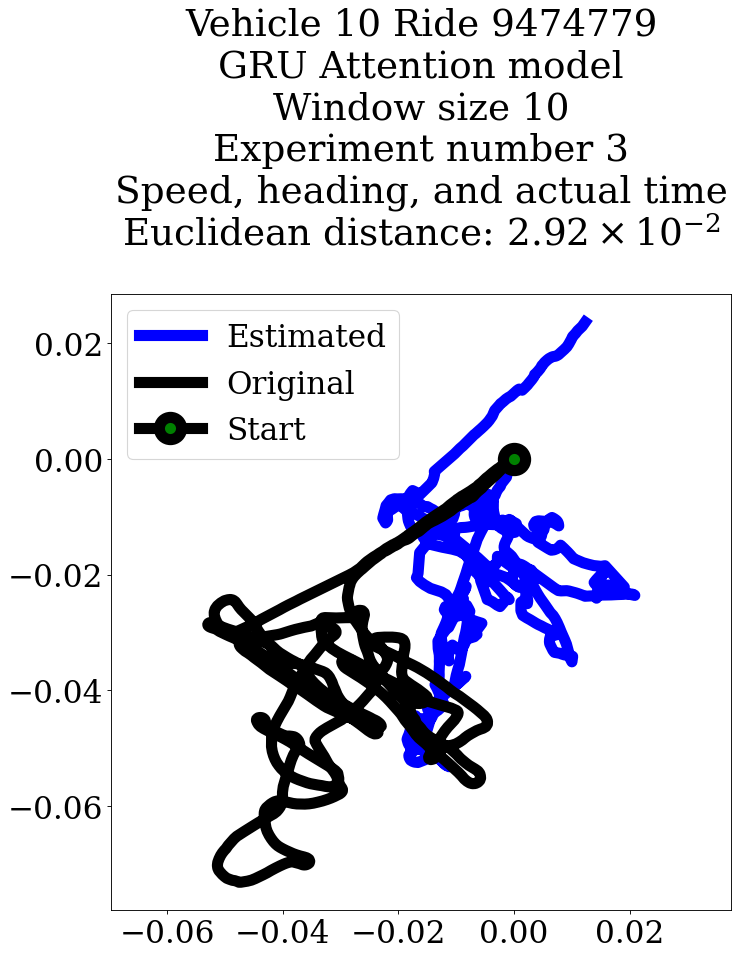 Vehicle 10 Ride 9474779
GRU Attention model
Window size 10
Experiment number 3
Speed, heading, and actual time
Euclidean distance: 2.92 × 10⁻²
Estimated
Original
Start
0.02
0.00
−0.02
−0.04
−0.06
−0.06 −0.04 −0.02 0.00 0.02